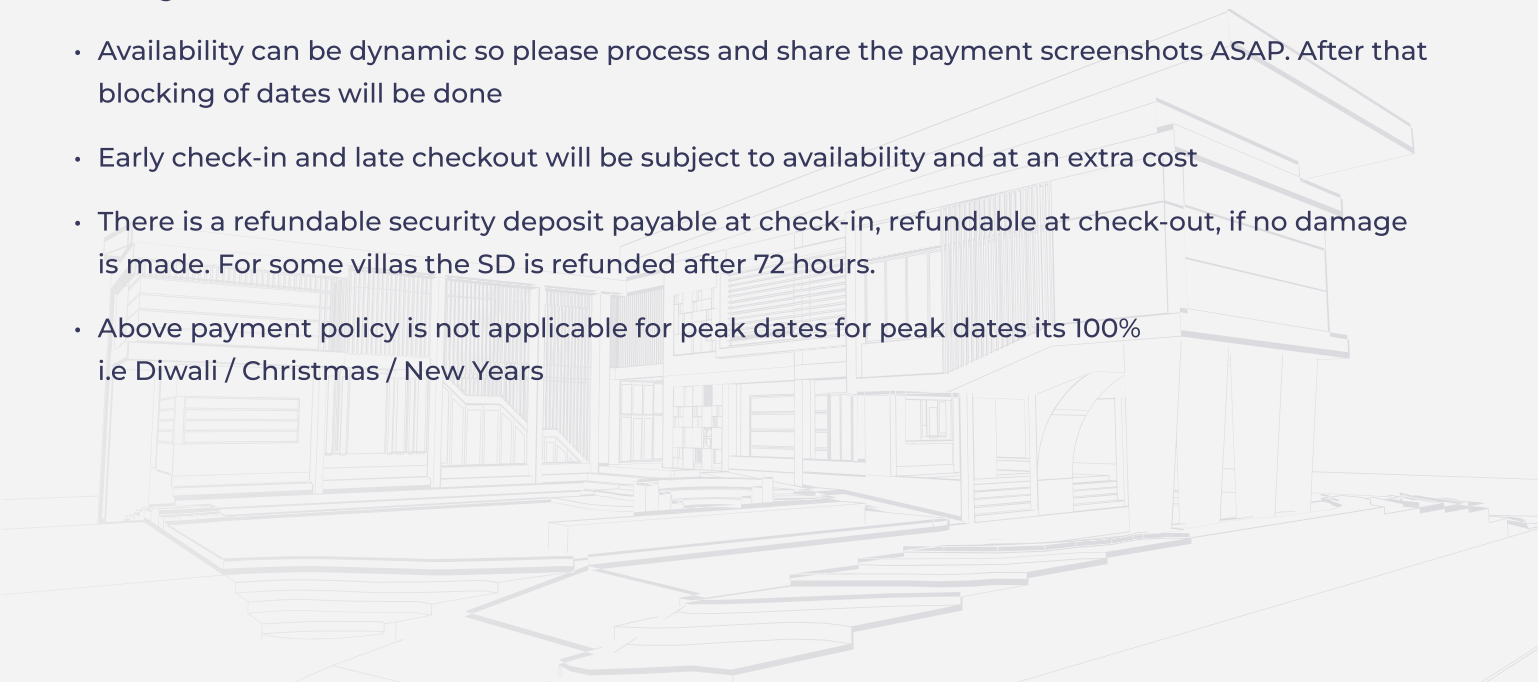 • Availability can be dynamic so please process and share the payment screenshots ASAP. After that
blocking of dates will be done
• Early check-in and late checkout will be subject to availability and at an extra cost
• There is a refundable security deposit payable at check-in, refundable at check-out, if no damage
is made. For some villas the SD is refunded after 72 hours.
• Above payment policy is not applicable for peak dates for peak dates its 100%
i.e Diwali / Christmas / New Years